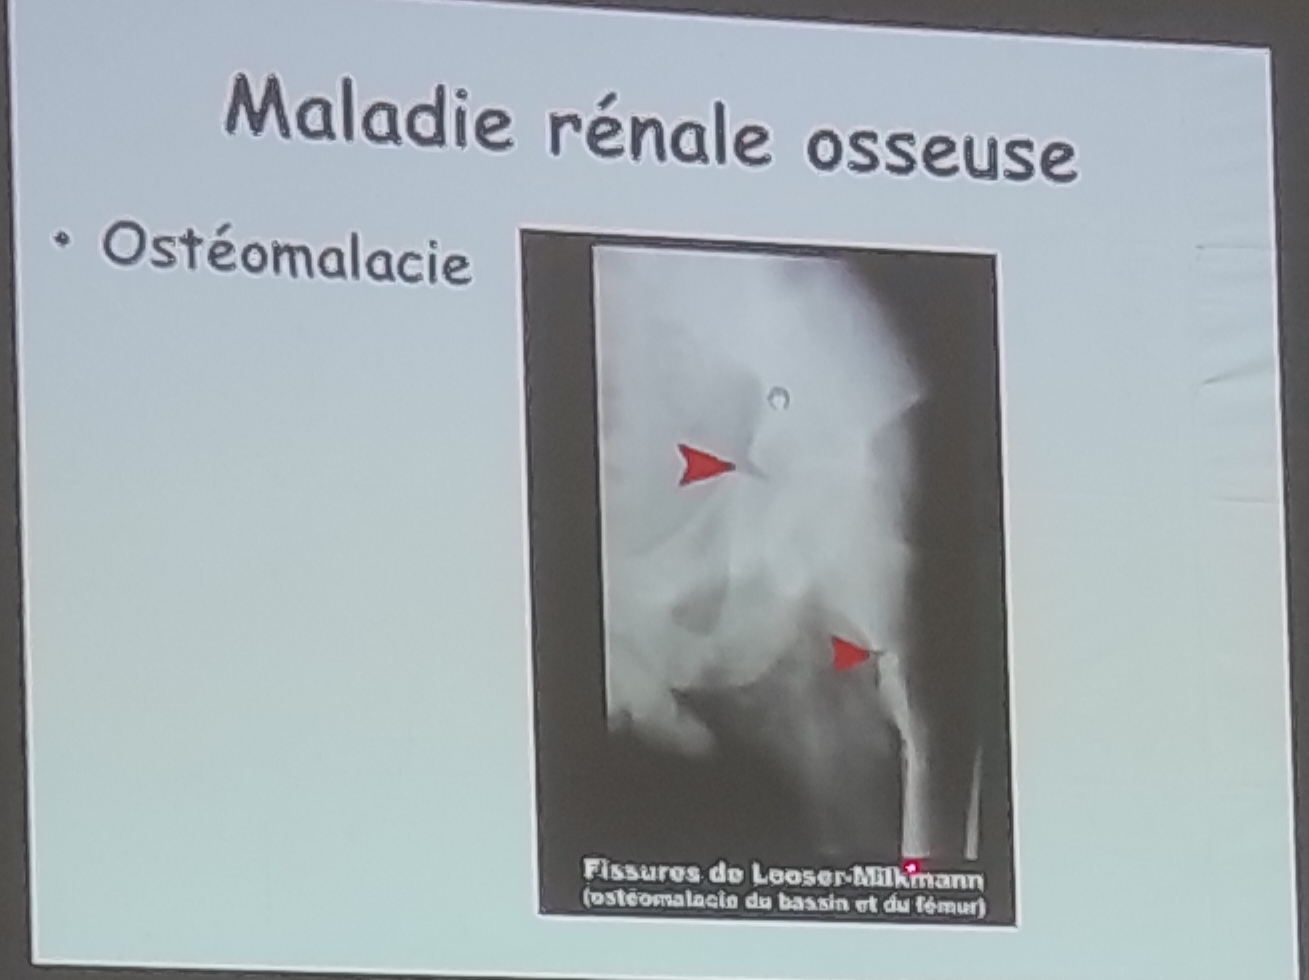 Maladie rénale osseuse
• Ostéomalacie
Fissures de Looser-Milkmann
(ostéomalacie du bassin et du fémur)